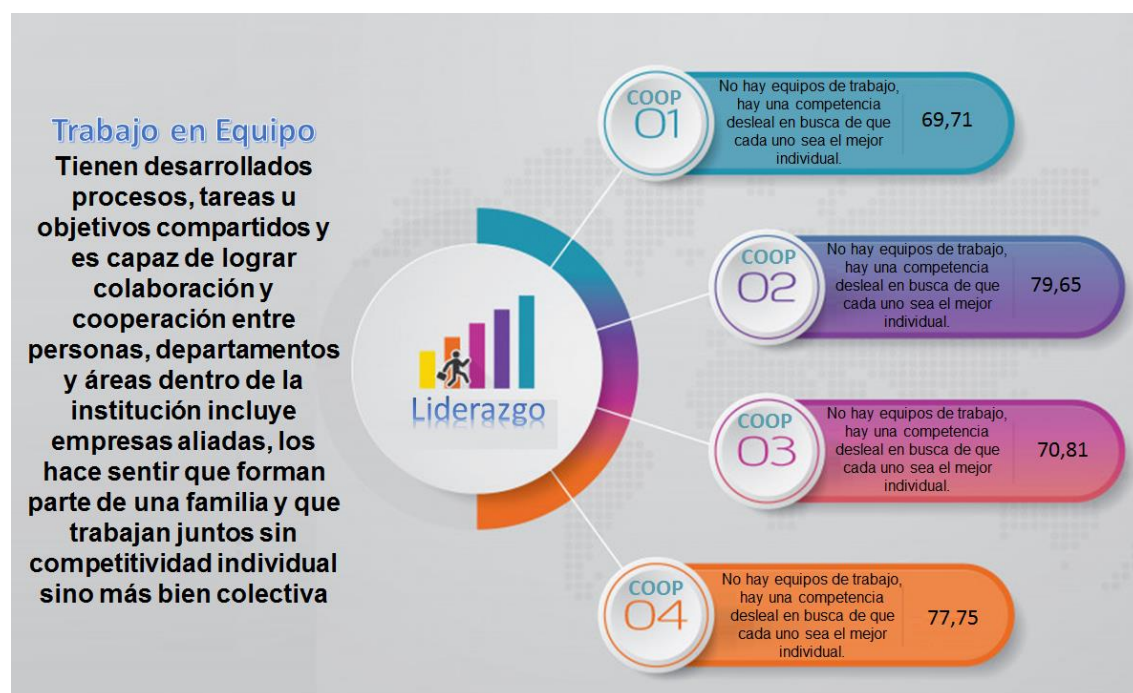 Trabajo en Equipo
Tienen desarrollados
procesos, tareas u
objetivos compartidos y
es capaz de lograr
colaboración y
cooperación entre
personas, departamentos
y áreas dentro de la
institución incluye
empresas aliadas, los
hace sentir que forman
parte de una familia y que
trabajan juntos sin
competitividad individual
sino más bien colectiva
Liderazgo
COOP
01
No hay equipos de trabajo,
hay una competencia
desleal en busca de que
cada uno sea el mejor
individual.
69,71
COOP
02
No hay equipos de trabajo,
hay una competencia
desleal en busca de que
cada uno sea el mejor
individual.
79,65
COOP
03
No hay equipos de trabajo,
hay una competencia
desleal en busca de que
cada uno sea el mejor
individual.
70,81
COOP
04
No hay equipos de trabajo,
hay una competencia
desleal en busca de que
cada uno sea el mejor
individual.
77,75